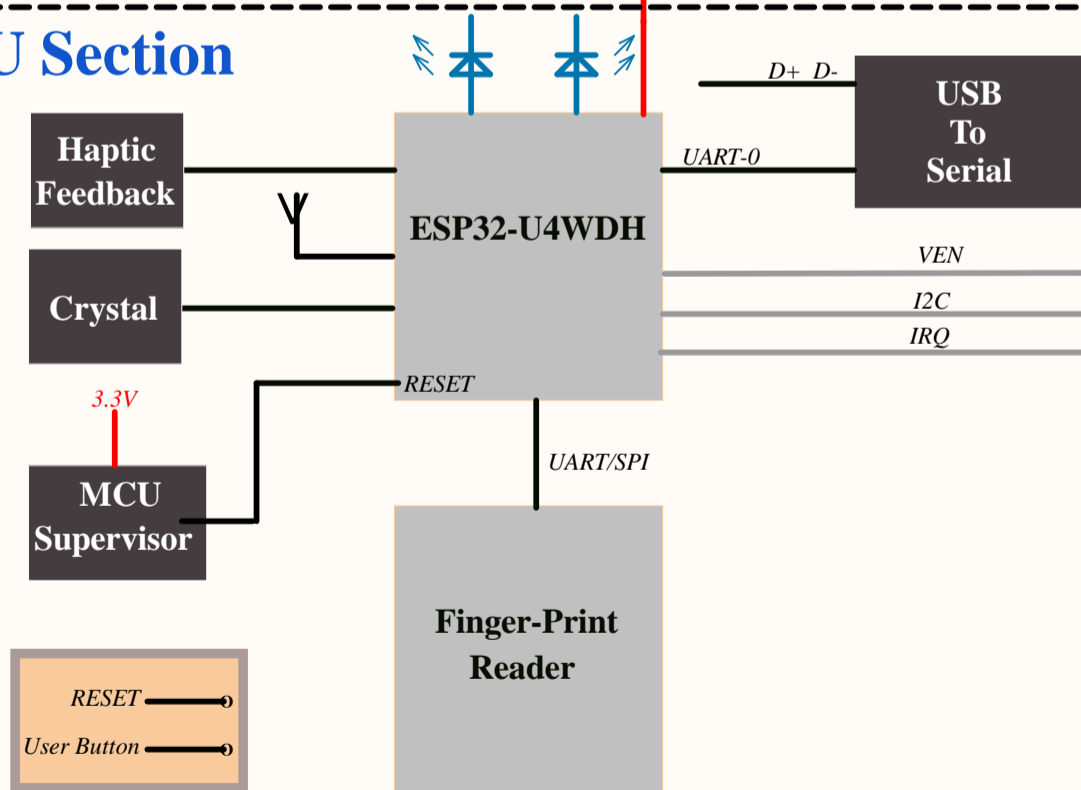 U Section
D+ D-
USB
To
Serial
Haptic
Feedback
UART-0
ESP32-U4WDH
VEN
Crystal
I2C
IRQ
RESET
3.3V
UART/SPI
MCU
Supervisor
Finger-Print
Reader
RESET
User Button